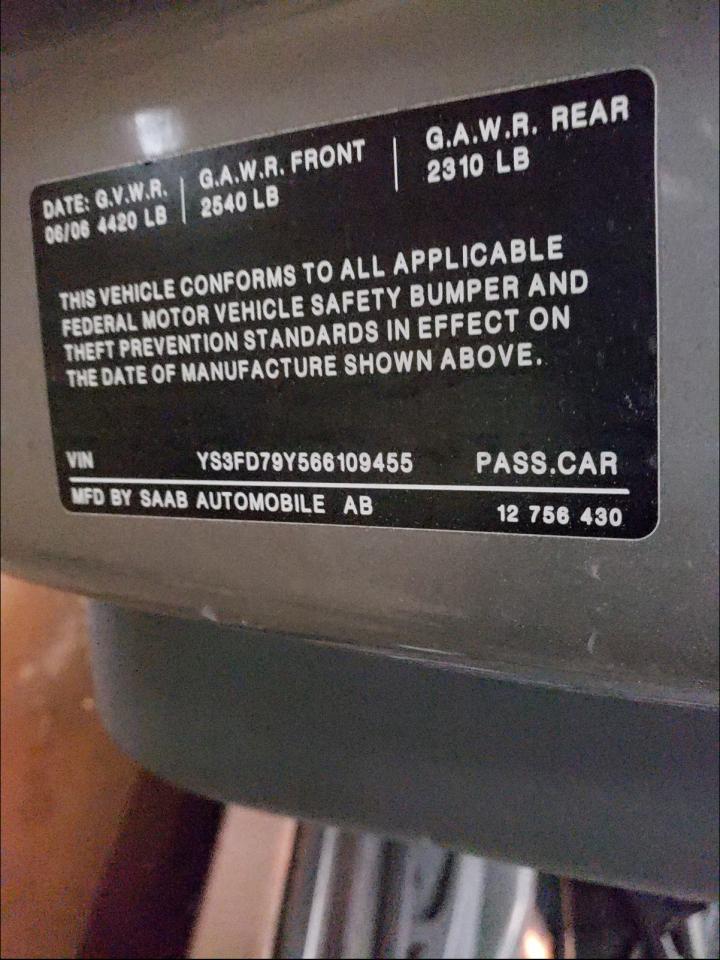 DATE: G.V.W.R. | G.A.W.R. FRONT | G.A.W.R. REAR
06/06 4420 LB | 2540 LB | 2310 LB
THIS VEHICLE CONFORMS TO ALL APPLICABLE
FEDERAL MOTOR VEHICLE SAFETY BUMPER AND
THEFT PREVENTION STANDARDS IN EFFECT ON
THE DATE OF MANUFACTURE SHOWN ABOVE.
VIN YS3FD79Y566109455 PASS.CAR
MFD BY SAAB AUTOMOBILE AB 12 756 430